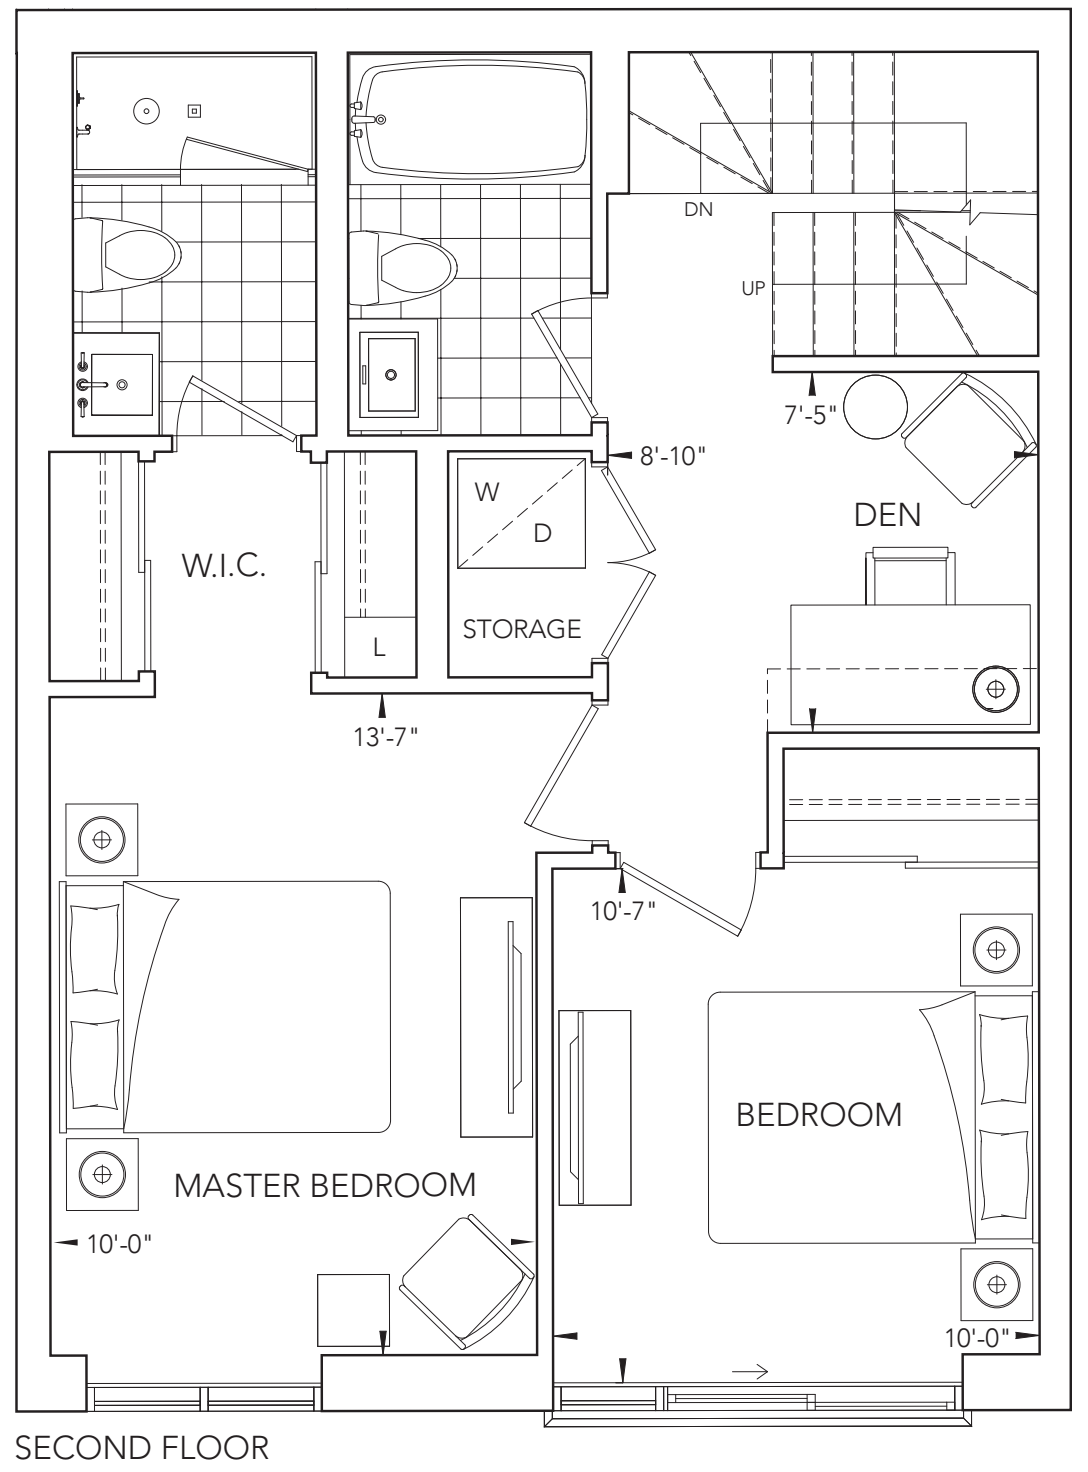 DN
UP
7'-5"
8'-10"
W
D
DEN
W.I.C.
STORAGE
L
13'-7"
10'-7"
BEDROOM
MASTER BEDROOM
10'-0"
10'-0"
SECOND FLOOR